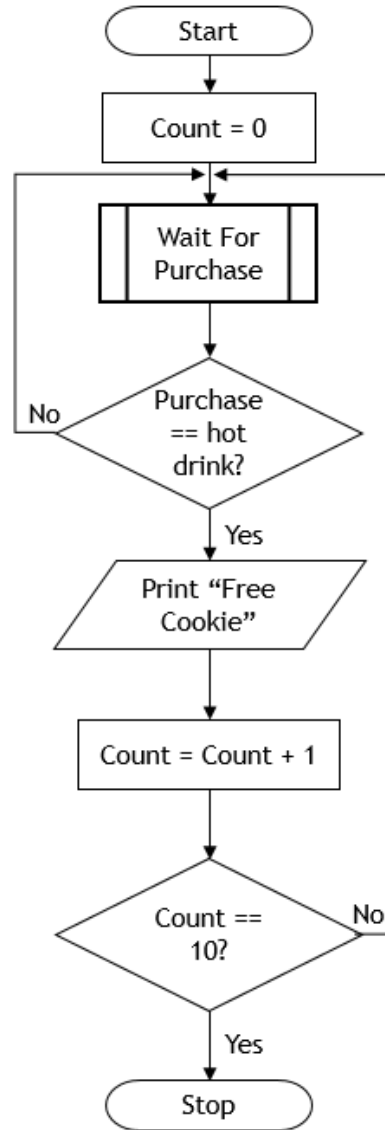 Start
Count = 0
Wait For
Purchase
Purchase
== hot
drink?
No
Yes
Print “Free
Cookie”
Count = Count + 1
Count ==
10?
No
Yes
Stop